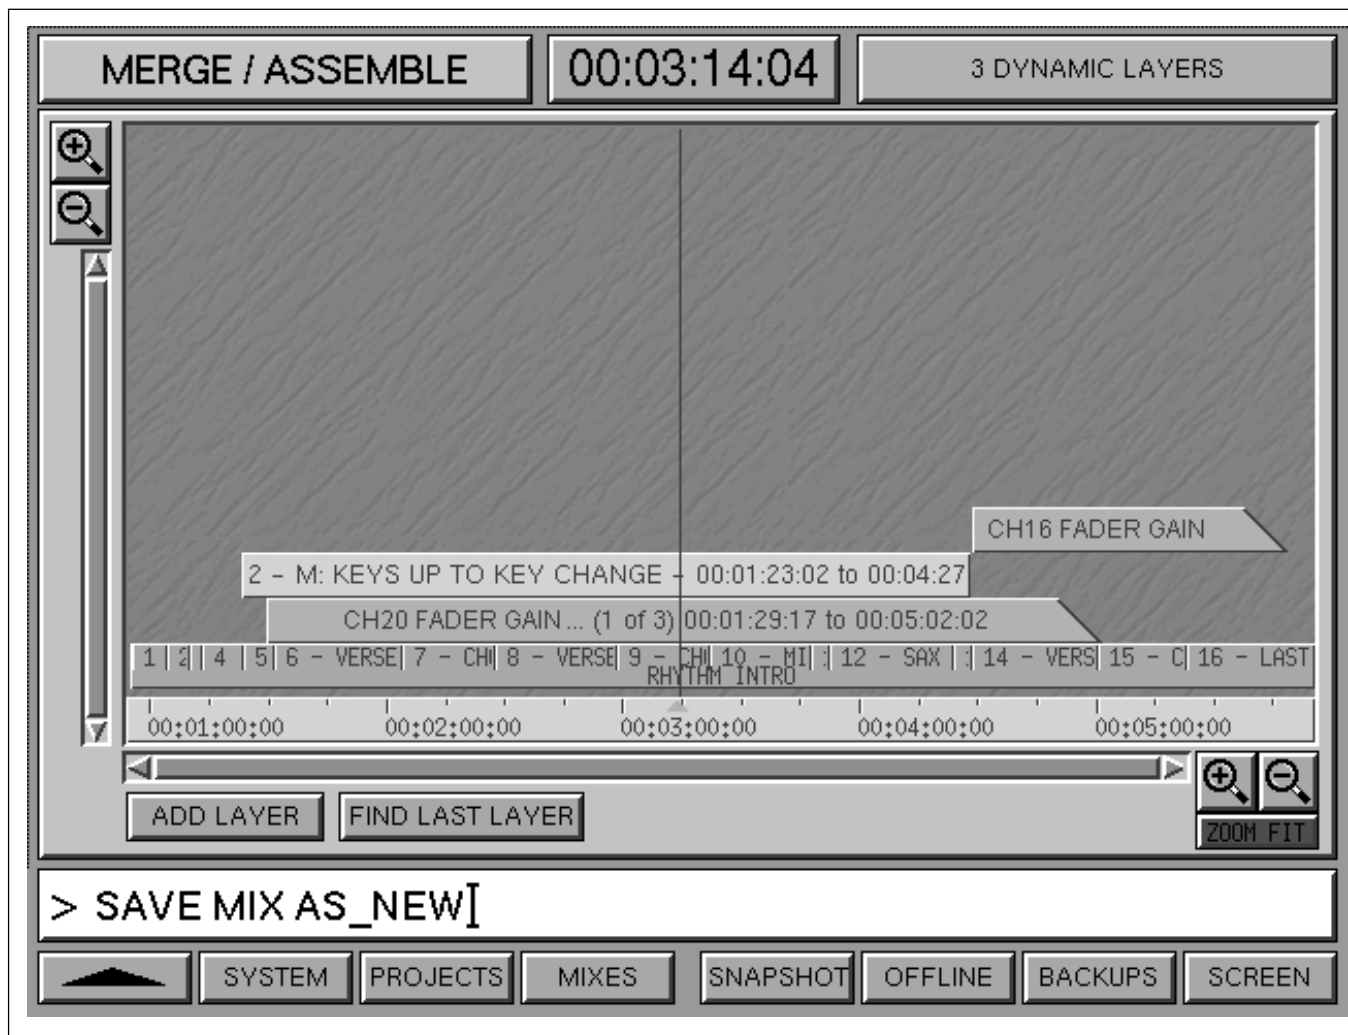 MERGE / ASSEMBLE
00:03:14:04
3 DYNAMIC LAYERS
CH16 FADER GAIN
2 – M: KEYS UP TO KEY CHANGE – 00:01:23:02 to 00:04:27
CH20 FADER GAIN ... (1 of 3) 00:01:29:17 to 00:05:02:02
1 | 2 | | 4 | 5 | 6 – VERSE | 7 – CH | 8 – VERSE | 9 – CH | 10 – MI | : | 12 – SAX | : | 14 – VERS | 15 – C | 16 – LAST
RHYTHM INTRO
00:01:00:00 00:02:00:00 00:03:00:00 00:04:00:00 00:05:00:00
ADD LAYER
FIND LAST LAYER
ZOOM FIT
> SAVE MIX AS_NEW
SYSTEM
PROJECTS
MIXES
SNAPSHOT
OFFLINE
BACKUPS
SCREEN